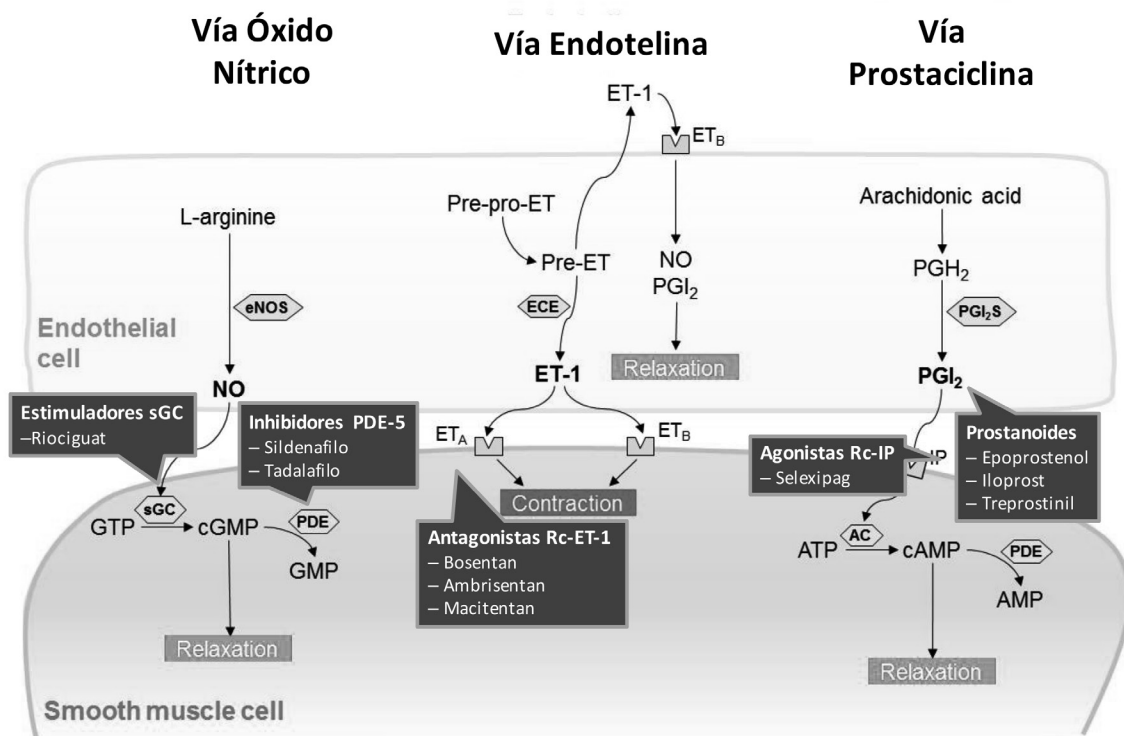 Vía Óxido
Nítrico
Vía Endotelina
Vía
Prostaciclina
ET-1
ET_B
L-arginine
Pre-pro-ET
Pre-ET
NO
PGI₂
Arachidonic acid
PGH₂
eNOS
ECE
PGI₂S
Endothelial
cell
NO
ET-1
Relaxation
PGI₂
Estimuladores sGC
–Riociguat
Inhibidores PDE-5
– Sildenafilo
– Tadalafilo
ET_A
ET_B
Agonistas Rc-IP
– Selexipag
IP
Prostanoides
– Epoprostenol
– Iloprost
– Treprostinil
Contraction
sGC
GTP
cGMP
PDE
GMP
Antagonistas Rc-ET-1
– Bosentan
– Ambrisentan
– Macitentan
AC
ATP
cAMP
PDE
AMP
Relaxation
Relaxation
Smooth muscle cell